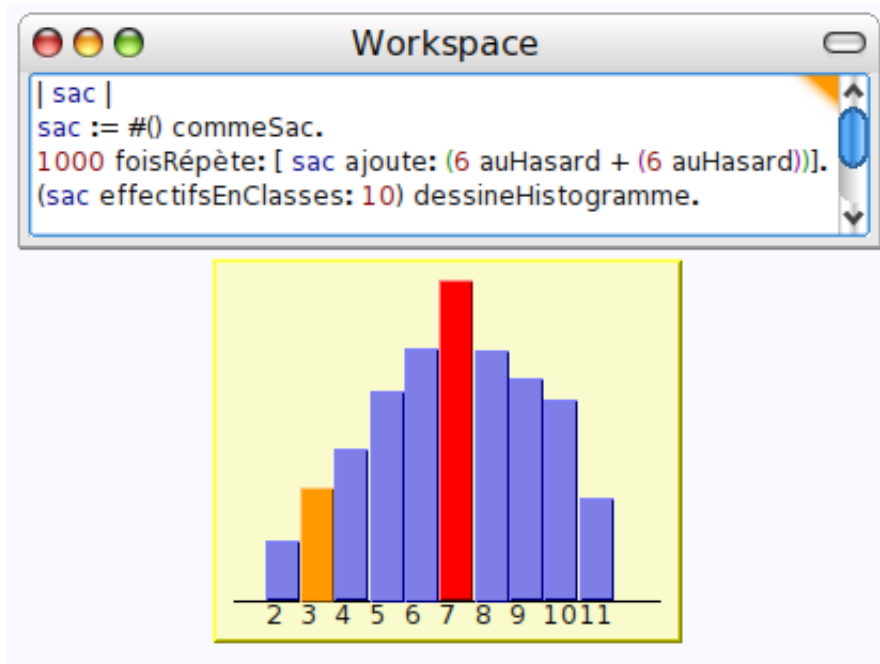 Workspace
| sac |
sac := #() commeSac.
1000 foisRépète: [ sac ajoute: (6 auHasard + (6 auHasard))].
(sac effectifsEnClasses: 10) dessineHistogramme.
2 3 4 5 6 7 8 9 10 11